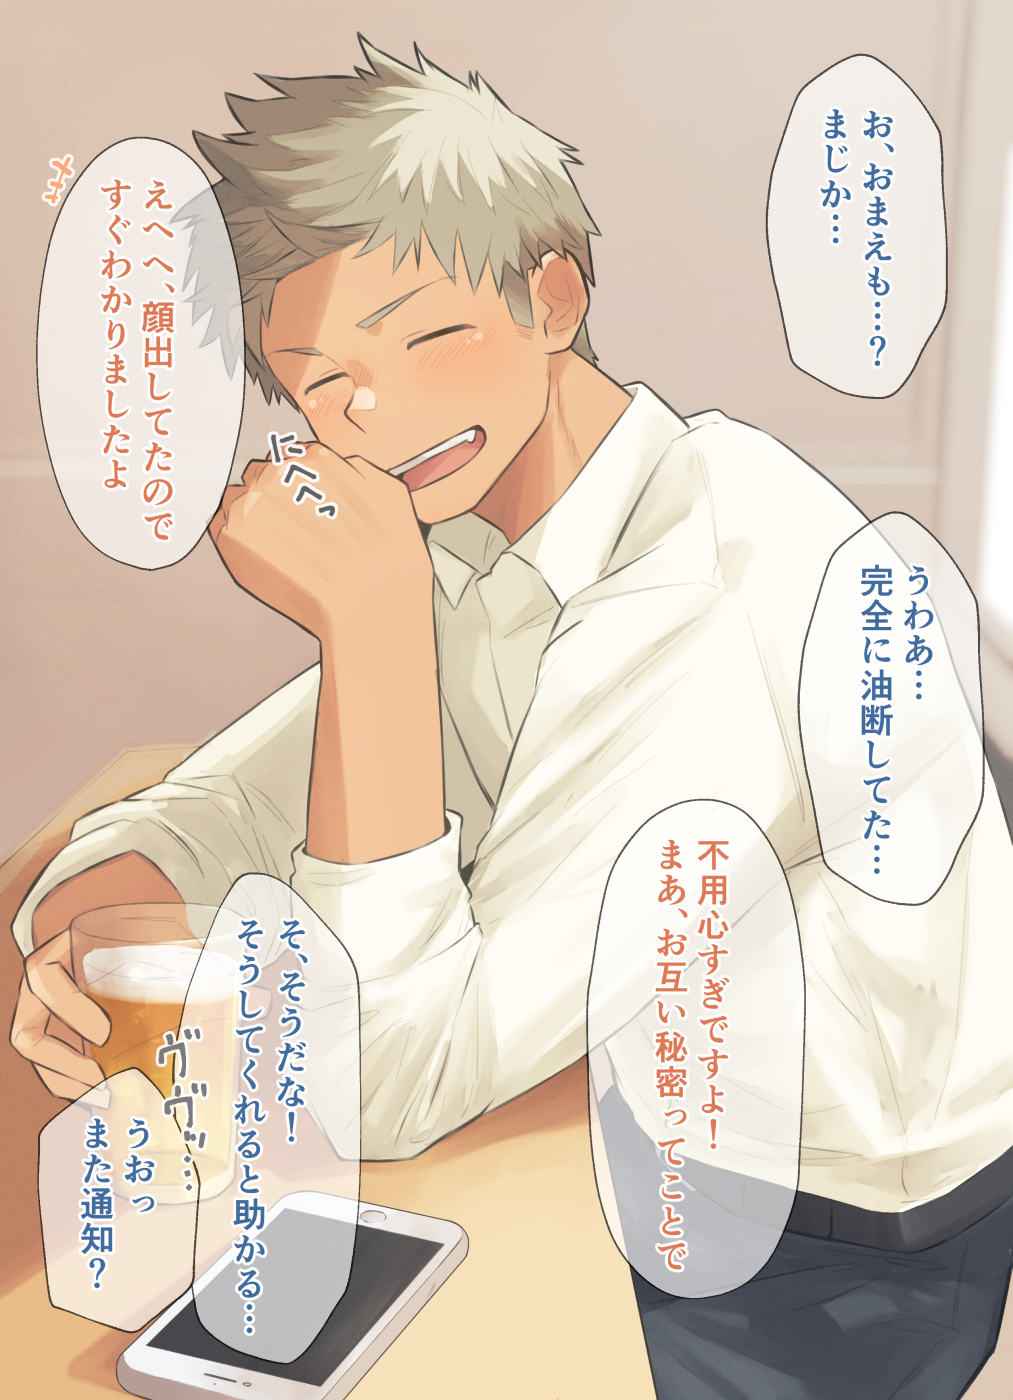 お、おまえも…？
まじか…
えへへ、顔出してたので
すぐわかりましたよ
にへへっ
うわあ…
完全に油断してた…
不用心すぎですよ！
まあ、お互い秘密ってことで
そ、そうだな！
そうしてくれると助かる…
ヴヴヴッ…
うおっ
また通知？